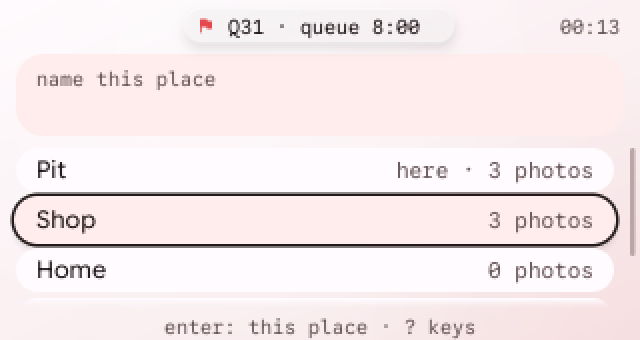 Q31 · queue 8:00
00:13
name this place
Pit
here · 3 photos
Shop
3 photos
Home
0 photos
enter: this place · ? keys